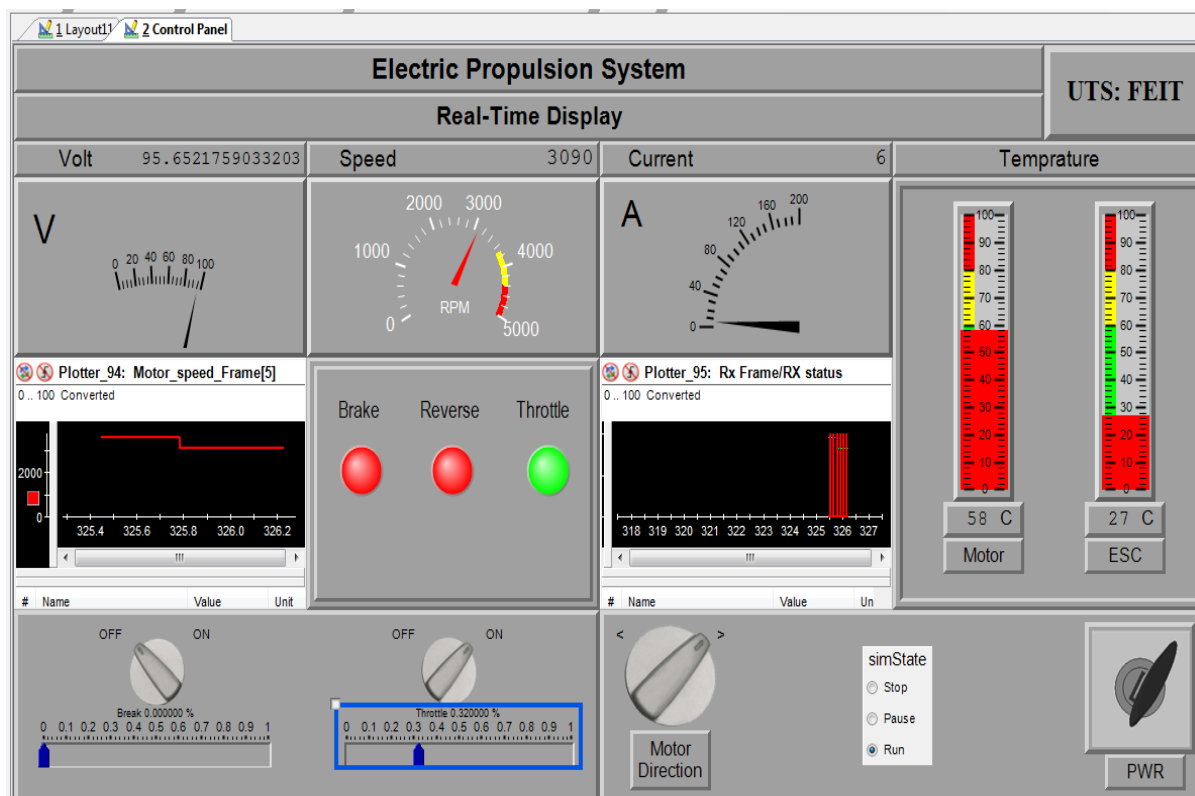 1 Layout11 2 Control Panel
Electric Propulsion System
UTS: FEIT
Real-Time Display
Volt 95.6521759033203 Speed 3090 Current 6 Temprature
V
0 20 40 60 80 100
0 1000 2000 3000 4000 5000
RPM
A
0 40 80 120 160 200
100 90 80 70 60 50 40 30 20 10 0
100 90 80 70 60 50 40 30 20 10 0
58 C 27 C
Motor ESC
Plotter_94: Motor_speed_Frame[5]
0 .. 100 Converted
2000
0
325.4 325.6 325.8 326.0 326.2
# Name Value Unit
Brake Reverse Throttle
Plotter_95: Rx Frame/RX status
0 .. 100 Converted
318 319 320 321 322 323 324 325 326 327
# Name Value Un
OFF ON
Break 0.000000 %
0 0.1 0.2 0.3 0.4 0.5 0.6 0.7 0.8 0.9 1
OFF ON
Throttle 0.320000 %
0 0.1 0.2 0.3 0.4 0.5 0.6 0.7 0.8 0.9 1
< >
Motor
Direction
simState
Stop
Pause
Run
PWR